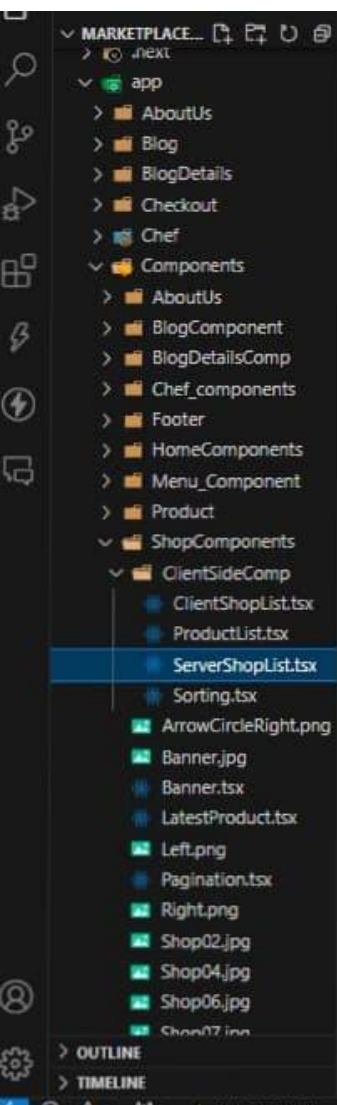 MARKETPLACE...
.next
app
AboutUs
Blog
BlogDetails
Checkout
Chef
Components
AboutUs
BlogComponent
BlogDetailsComp
Chef_components
Footer
HomeComponents
Menu_Component
Product
ShopComponents
ClientSideComp
ClientShopList.tsx
ProductList.tsx
ServerShopList.tsx
Sorting.tsx
ArrowCircleRight.png
Banner.jpg
Banner.tsx
LatestProduct.tsx
Left.png
Pagination.tsx
Right.png
Shop02.jpg
Shop04.jpg
Shop06.jpg
Shop07.jpg
OUTLINE
TIMELINE